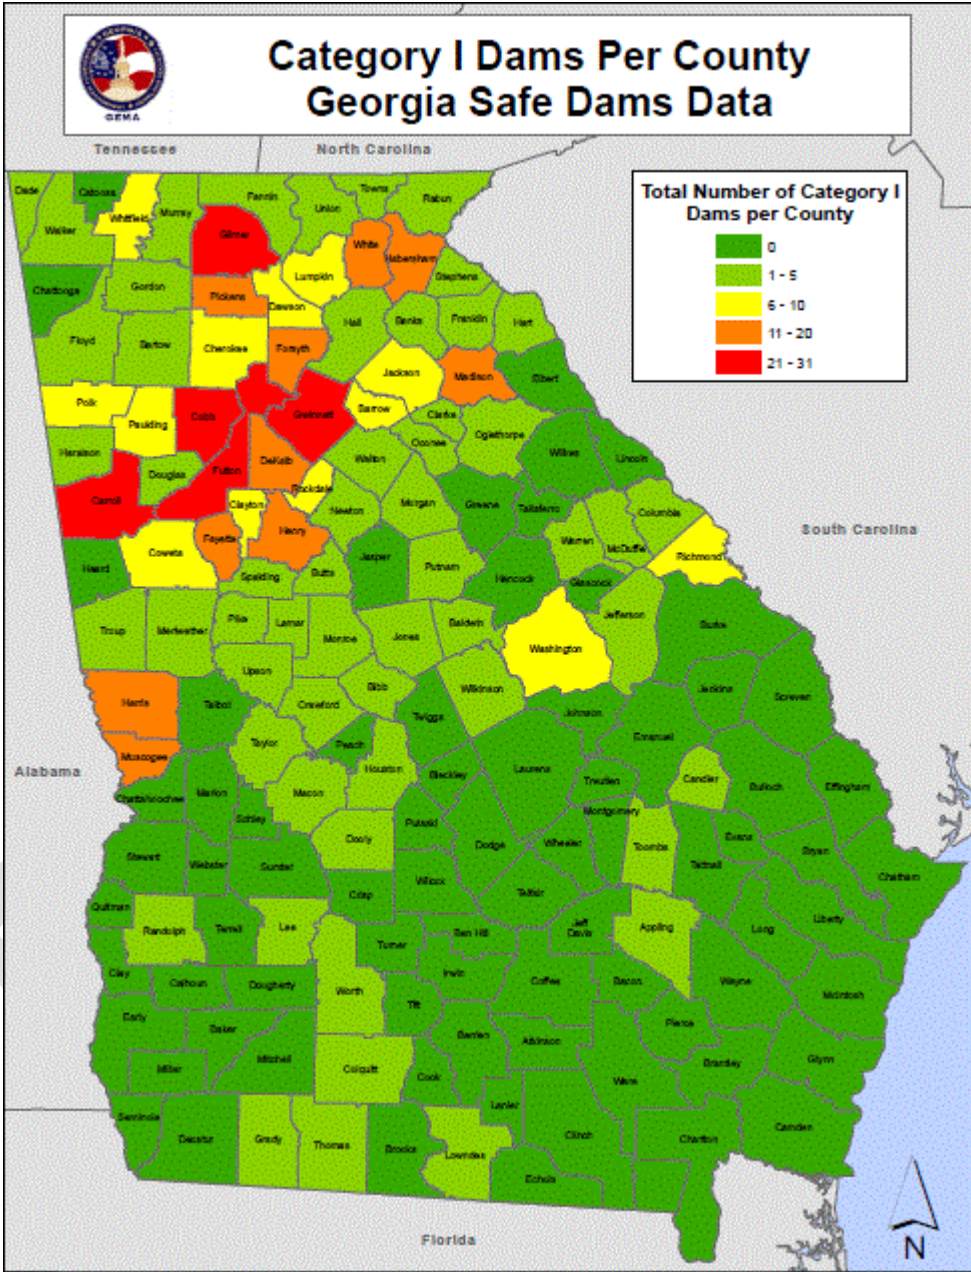 Category I Dams Per County
Georgia Safe Dams Data
GEMA
Tennessee
North Carolina
Total Number of Category I
Dams per County
0
1 - 5
6 - 10
11 - 20
21 - 31
Dade
Catoosa
Whitfield
Murray
Fannin
Union
Towns
Rabun
Walker
Gilmer
White
Habersham
Lumpkin
Stephens
Chattooga
Gordon
Pickens
Dawson
Hall
Banks
Franklin
Hart
Floyd
Bartow
Cherokee
Forsyth
Jackson
Madison
Elbert
Polk
Paulding
Cobb
Gwinnett
Barrow
Clarke
Oconee
Oglethorpe
Haralson
Douglas
Fulton
DeKalb
Walton
Wilkes
Lincoln
Carroll
Clayton
Rockdale
Newton
Morgan
Greene
Taliaferro
Columbia
South Carolina
Heard
Coweta
Fayette
Henry
Jasper
Putnam
Warren
McDuffie
Richmond
Spalding
Butts
Hancock
Glascock
Troup
Meriwether
Pike
Lamar
Monroe
Jones
Baldwin
Washington
Jefferson
Burke
Upson
Bibb
Wilkinson
Jenkins
Screven
Harris
Talbot
Crawford
Twiggs
Johnson
Emanuel
Taylor
Peach
Houston
Alabama
Muscogee
Chattahoochee
Marion
Macon
Bleckley
Laurens
Treutlen
Candler
Bulloch
Effingham
Schley
Dooly
Pulaski
Dodge
Wheeler
Montgomery
Toombs
Tattnall
Evans
Bryan
Chatham
Stewart
Webster
Sumter
Crisp
Wilcox
Telfair
Quitman
Randolph
Terrell
Lee
Turner
Ben Hill
Jeff
Davis
Appling
Long
Liberty
Clay
Calhoun
Dougherty
Worth
Tift
Irwin
Coffee
Bacon
Wayne
McIntosh
Early
Baker
Mitchell
Berrien
Atkinson
Pierce
Brantley
Glynn
Miller
Colquitt
Cook
Lanier
Ware
Seminole
Decatur
Grady
Thomas
Brooks
Lowndes
Clinch
Charlton
Camden
Echols
Florida
N